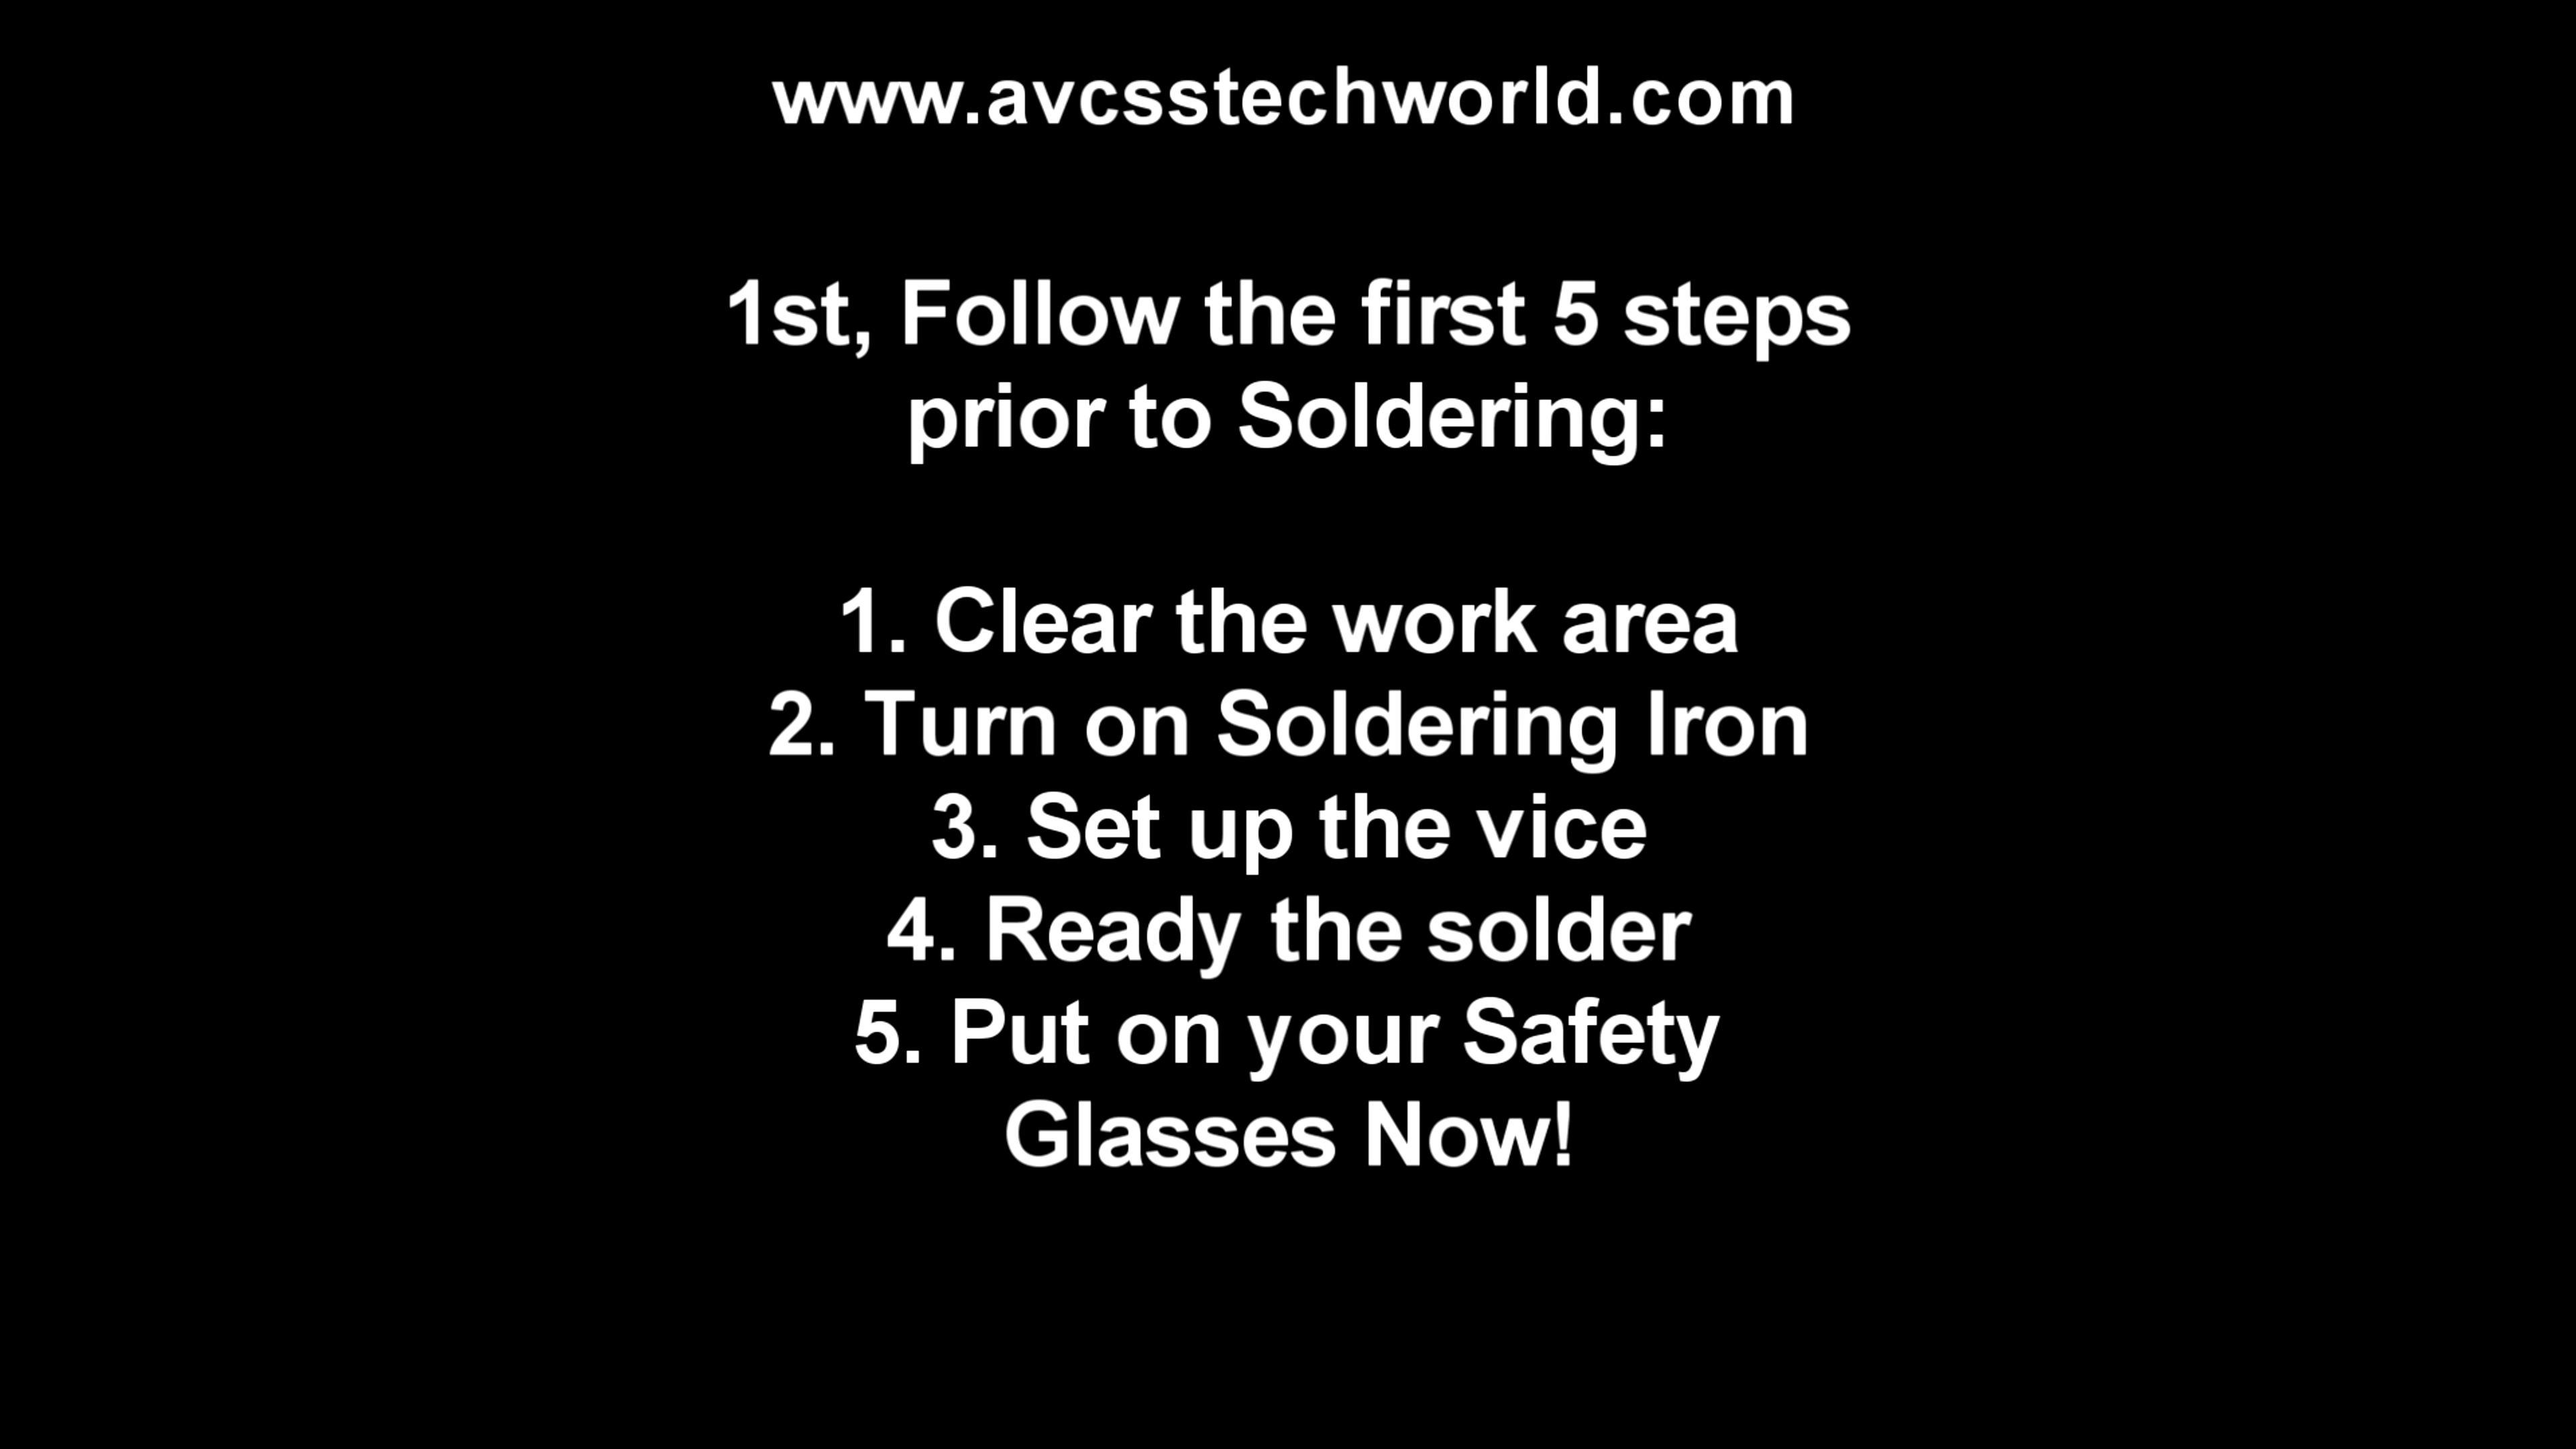 www.avcsstechworld.com
1st, Follow the first 5 steps
prior to Soldering:
1. Clear the work area
2. Turn on Soldering Iron
3. Set up the vice
4. Ready the solder
5. Put on your Safety
Glasses Now!